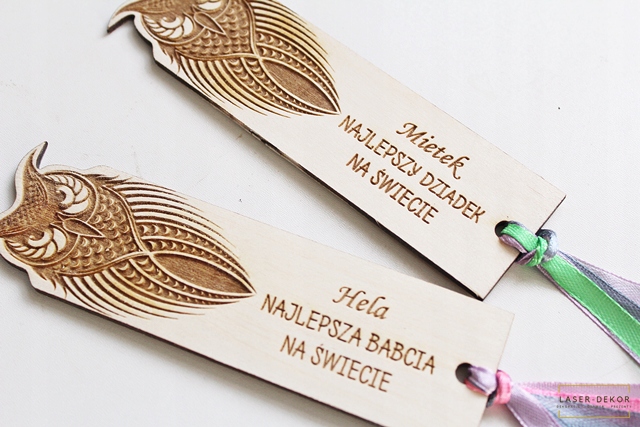 Mietek
NAJLEPSZY DZIADEK
NA ŚWIECIE
Hela
NAJLEPSZA BABCIA
NA ŚWIECIE
LASER-DEKOR